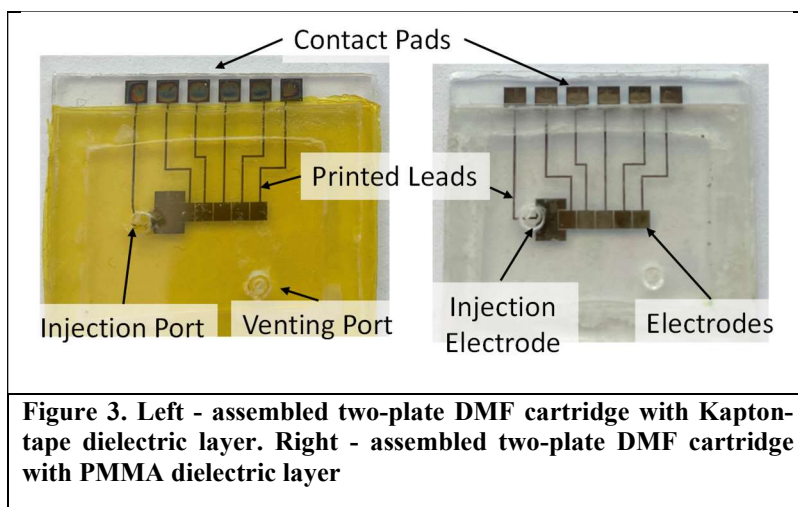 Contact Pads
Printed Leads
Injection Port
Venting Port
Injection
Electrode
Electrodes
Figure 3. Left - assembled two-plate DMF cartridge with Kapton-
tape dielectric layer. Right - assembled two-plate DMF cartridge
with PMMA dielectric layer